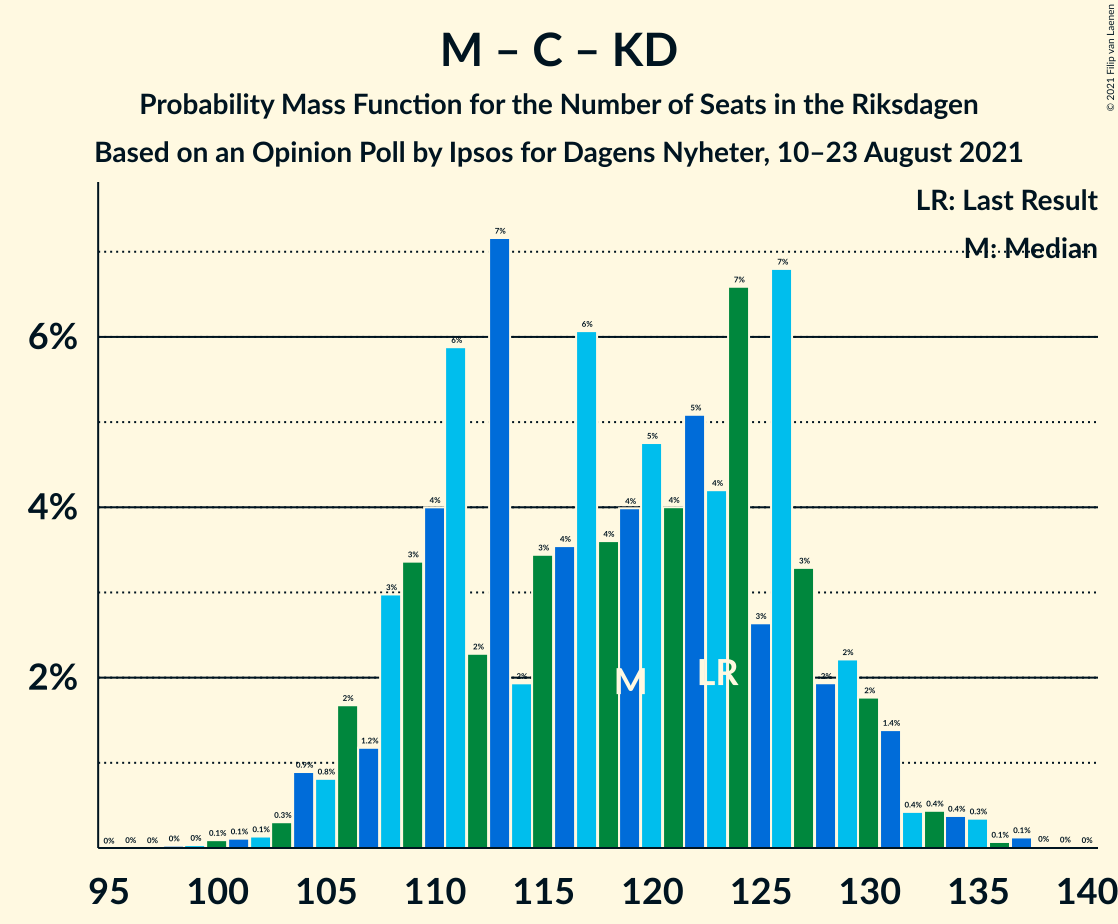 M – C – KD
Probability Mass Function for the Number of Seats in the Riksdagen
Based on an Opinion Poll by Ipsos for Dagens Nyheter, 10–23 August 2021
© 2021 Filip van Laenen
LR: Last Result
M: Median
6%
4%
2%
0% 0% 0% 0% 0% 0.1% 0.1% 0.1% 0.3% 0.9% 0.8% 2% 1.2% 3% 3% 4% 6% 2% 7% 2% 3% 4% 6% 4% 4% 5% 4% 5% 4% 7% 3% 7% 3% 2% 2% 2% 1.4% 0.4% 0.4% 0.4% 0.3% 0.1% 0.1% 0% 0% 0%
M LR
95 100 105 110 115 120 125 130 135 140